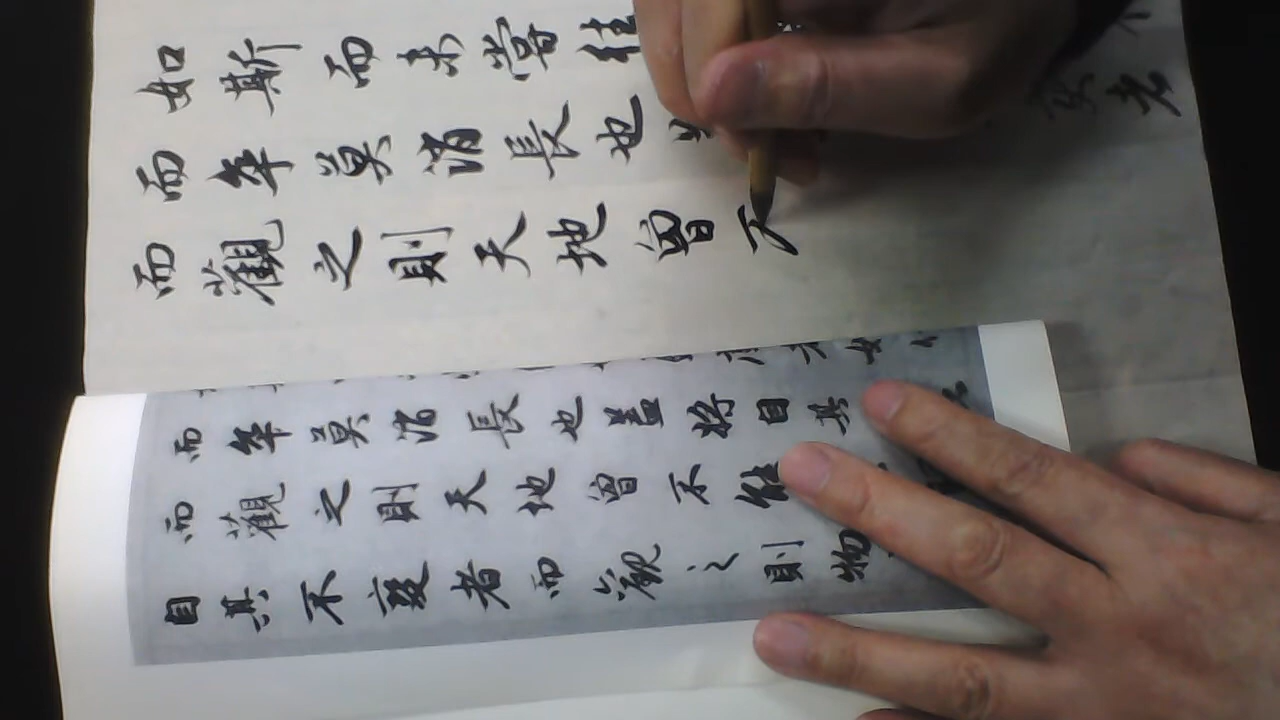 如斯而未嘗往
而卒莫消長也
而觀之則天地曾不
而卒莫消長也蓋將自其
而觀之則天地曾不能
自其不變者而觀之則物